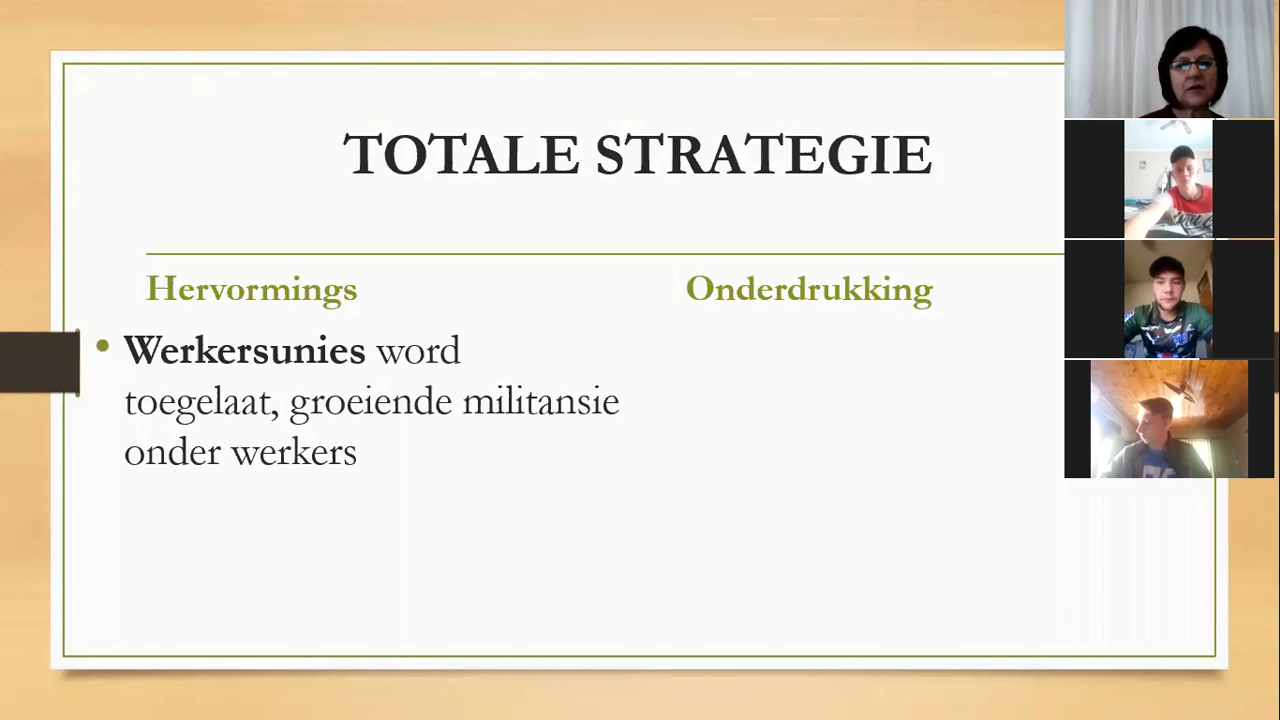 TOTALE STRATEGIE
Hervormings
• Werkersunies word
toegelaat, groeiende militansie
onder werkers
Onderdrukking